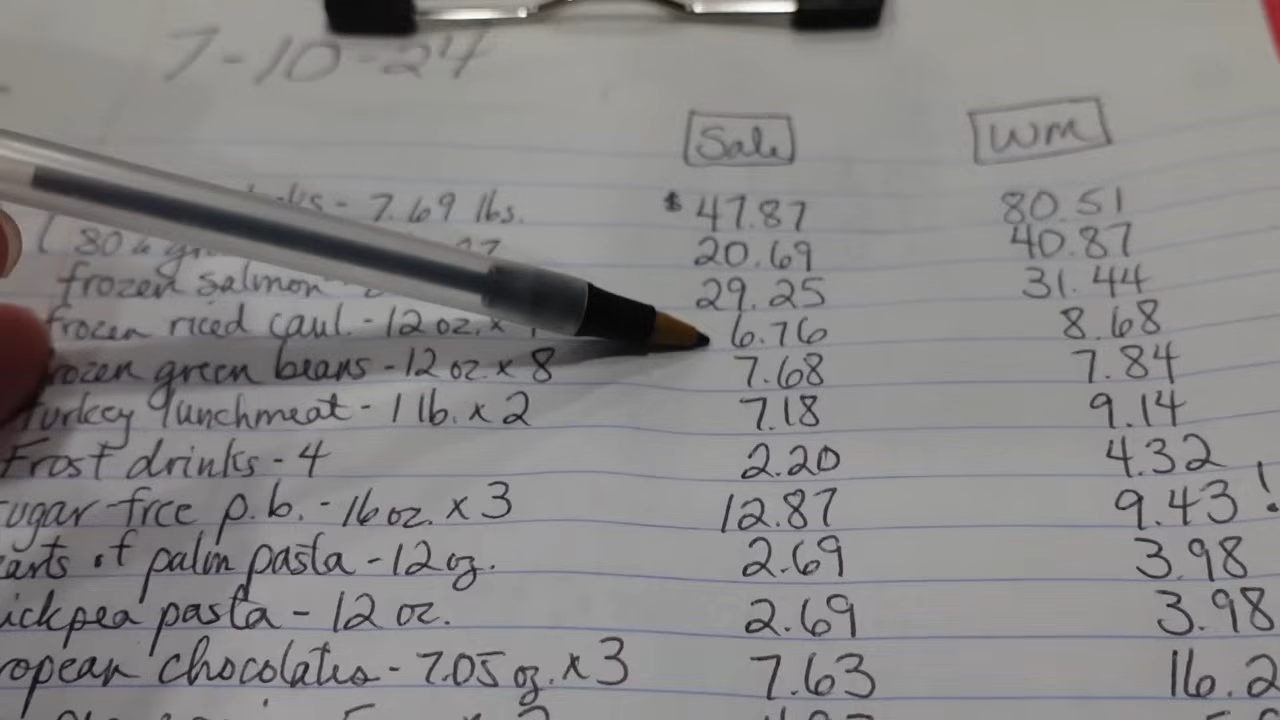 7-10-24
Sale WM
7.69 lbs. $47.87 80.51
(80% 20.69 40.87
frozen salmon 29.25 31.44
frozen riced caul. - 12 oz. x 6.76 8.68
rozen green beans - 12 oz. x 8 7.68 7.84
Turkey lunchmeat - 1 lb. x 2 7.18 9.14
Frost drinks - 4 2.20 4.32
ugar free p.b. - 16 oz. x 3 12.87 9.43!
arts of palm pasta - 12 oz. 2.69 3.98
ickpea pasta - 12 oz. 2.69 3.98
ropean chocolates - 7.05 oz. x 3 7.63 16.2